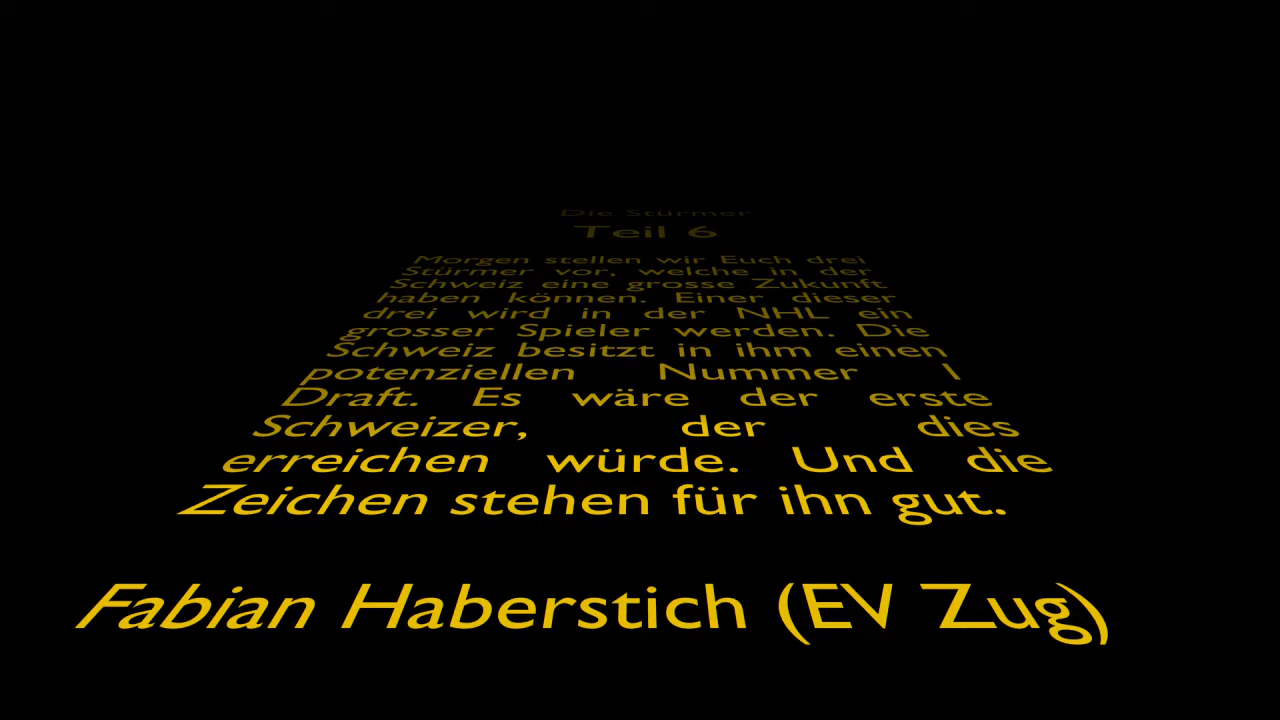 Die Stürmer
Teil 6
Morgen stellen wir Euch drei
Stürmer vor, welche in der
Schweiz eine grosse Zukunft
haben können. Einer dieser
drei wird in der NHL ein
grosser Spieler werden. Die
Schweiz besitzt in ihm einen
potenziellen Nummer 1
Draft. Es wäre der erste
Schweizer, der dies
erreichen würde. Und die
Zeichen stehen für ihn gut.
Fabian Haberstich (EV Zug)